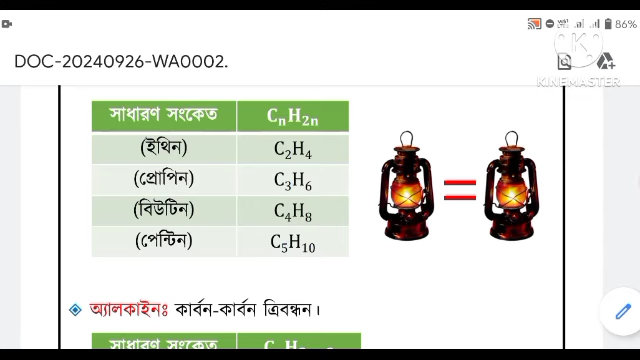 86%
DOC-20240926-WA0002.
KINEMASTER
সাধারণ সংকেত CnH2n
(ইথিন) C2H4
(প্রোপিন) C3H6
(বিউটিন) C4H8
(পেন্টিন) C5H10
=
অ্যালকাইনঃ কার্বন-কার্বন ত্রিবন্ধন।
সাধারণ সংকেত